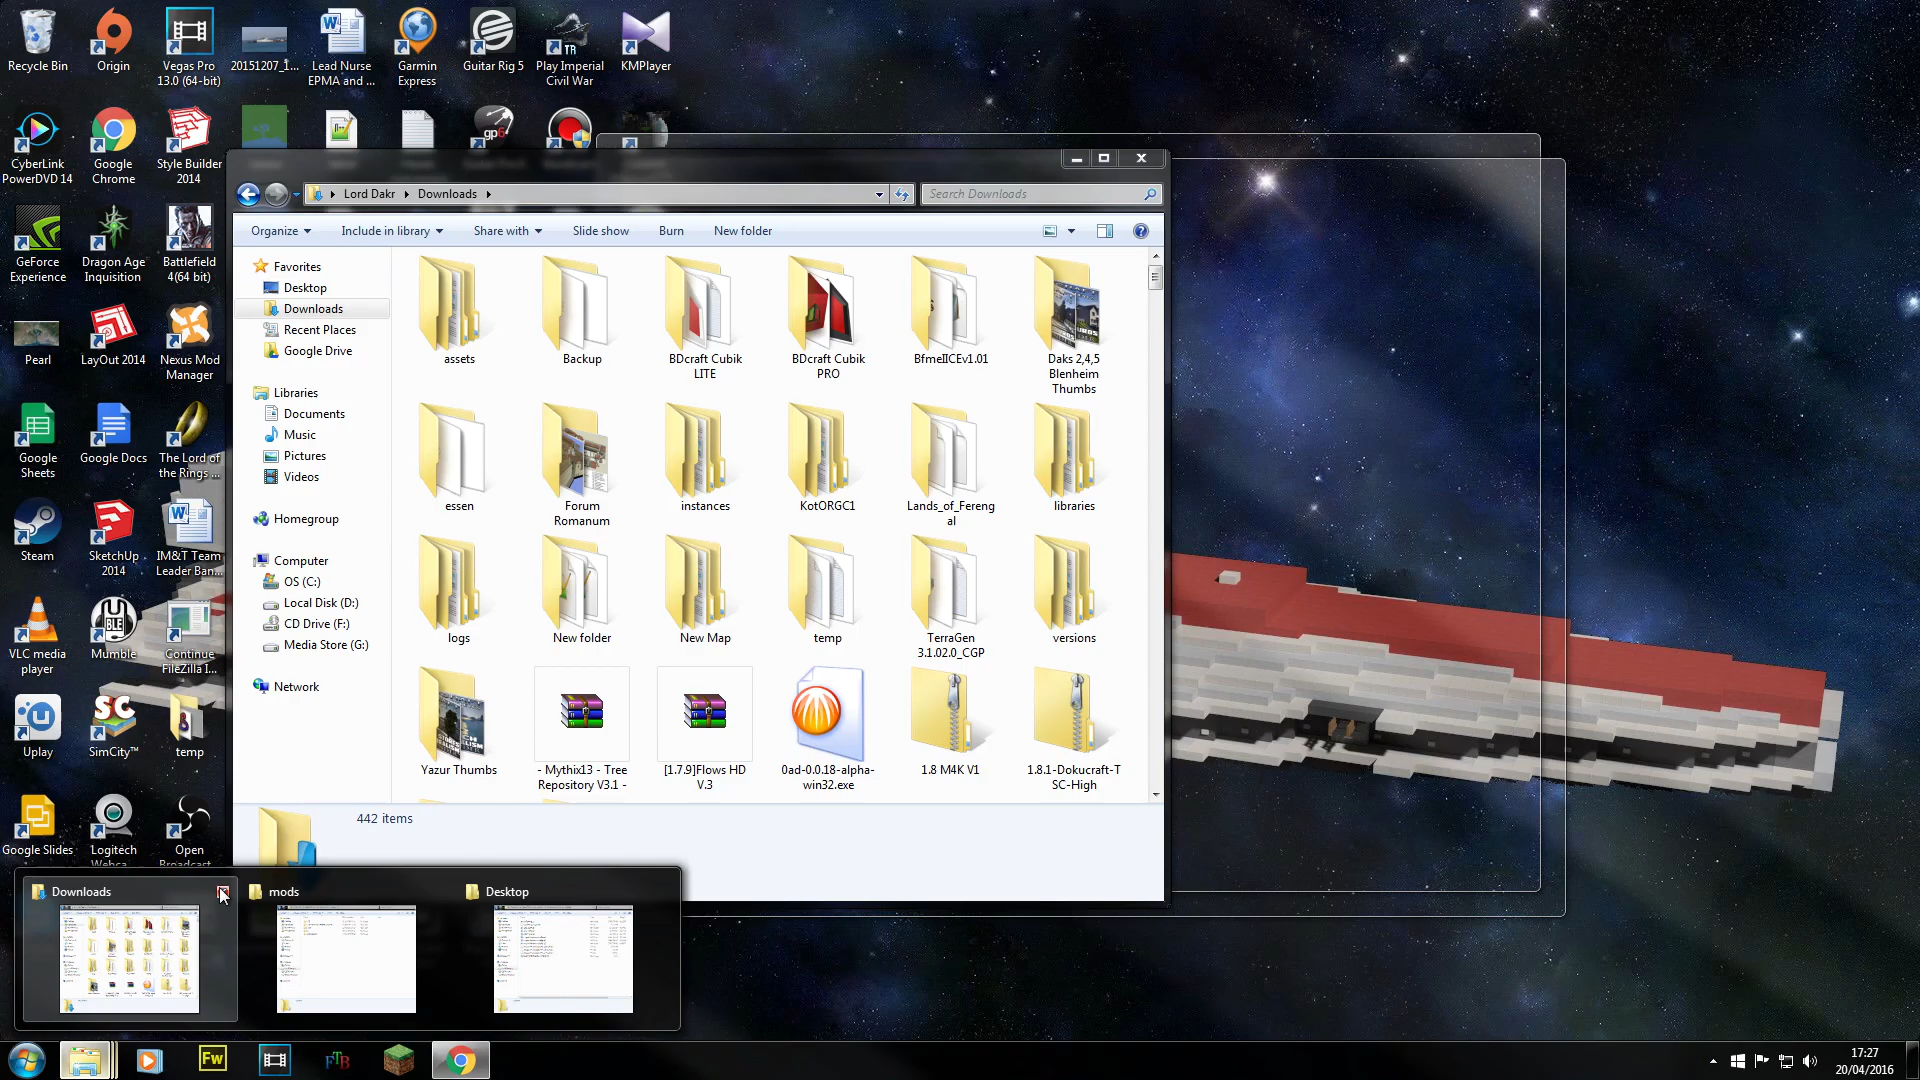 Recycle Bin
Origin
Vegas Pro
13.0 (64-bit)
20151207_1...
Lead Nurse
EPMA and ...
Garmin
Express
Guitar Rig 5
Play Imperial
Civil War
KMPlayer
CyberLink
PowerDVD 14
Google
Chrome
Style Builder
2014
GeForce
Experience
Dragon Age
Inquisition
Battlefield
4(64 bit)
Pearl
LayOut 2014
Nexus Mod
Manager
Google
Sheets
Google Docs
The Lord of
the Rings ...
Steam
SketchUp
2014
IM&T Team
Leader Ban...
VLC media
player
Mumble
Continue
FileZilla I...
Uplay
SimCity™
temp
Google Slides
Logitech
Webca...
Open
Broadcast...
Lord Dakr
Downloads
Search Downloads
Organize
Include in library
Share with
Slide show
Burn
New folder
Favorites
Desktop
Downloads
Recent Places
Google Drive
Libraries
Documents
Music
Pictures
Videos
Homegroup
Computer
OS (C:)
Local Disk (D:)
CD Drive (F:)
Media Store (G:)
Network
assets
Backup
BDcraft Cubik
LITE
BDcraft Cubik
PRO
BfmeIICEv1.01
Daks 2,4,5
Blenheim
Thumbs
essen
Forum
Romanum
instances
KotORGC1
Lands_of_Fereng
al
libraries
logs
New folder
New Map
temp
TerraGen
3.1.02.0_CGP
versions
Yazur Thumbs
- Mythix13 - Tree
Repository V3.1 -
[1.7.9]Flows HD
V.3
0ad-0.0.18-alpha-
win32.exe
1.8 M4K V1
1.8.1-Dokucraft-T
SC-High
442 items
Downloads
mods
Desktop
Fw
FTB
17:27
20/04/2016